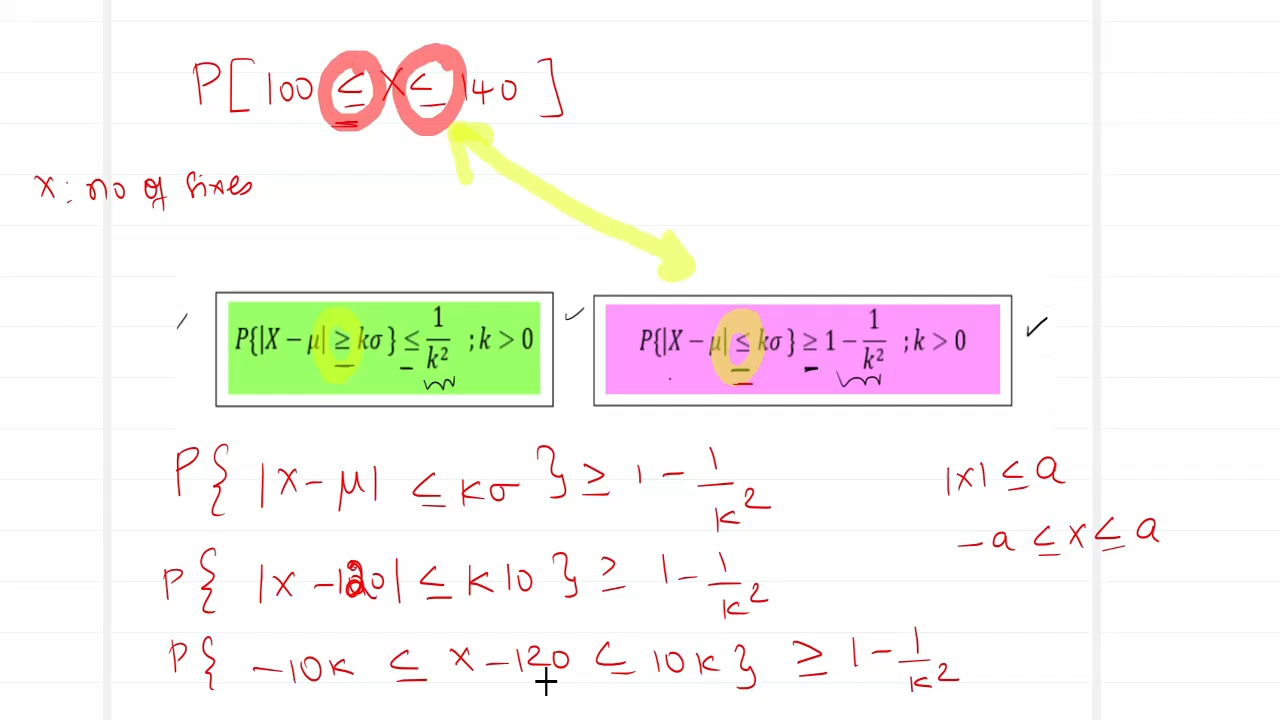 P[ 100 ≤ X ≤ 140 ]
X : no of sixes
P{|X − μ| ≥ kσ } ≤ 1/k² ; k > 0
P{|X − μ| ≤ kσ } ≥ 1 − 1/k² ; k > 0
P{ |X − μ| ≤ kσ } ≥ 1 − 1/k²
|x| ≤ a
−a ≤ x ≤ a
P{ |X − 120| ≤ k10 } ≥ 1 − 1/k²
P{ −10k ≤ x − 120 ≤ 10k } ≥ 1 − 1/k²